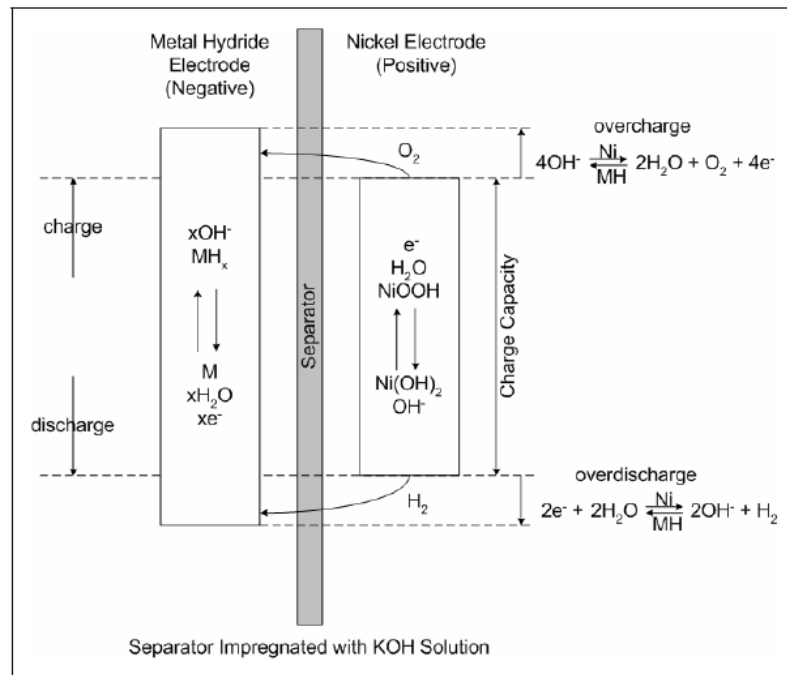 Metal Hydride
Electrode
(Negative)
Nickel Electrode
(Positive)
overcharge
O₂
4OH⁻ Ni 2H₂O + O₂ + 4e⁻
MH
charge
xOH⁻
MHₓ
e⁻
H₂O
NiOOH
Separator
Charge Capacity
M
xH₂O
xe⁻
Ni(OH)₂
OH⁻
discharge
overdischarge
H₂
2e⁻ + 2H₂O Ni 2OH⁻ + H₂
MH
Separator Impregnated with KOH Solution